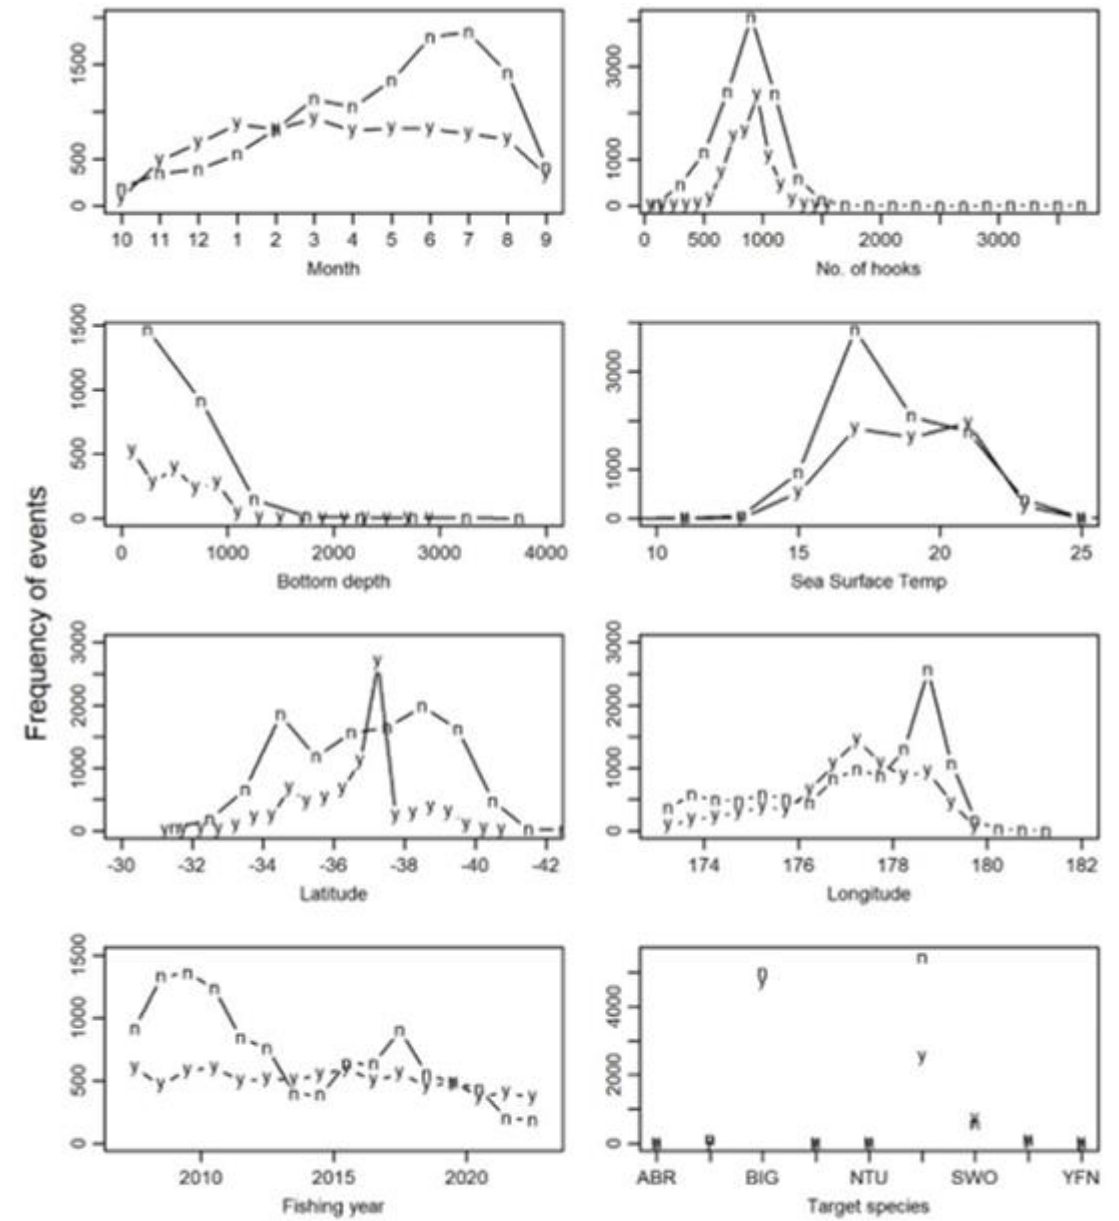 Frequency of events
0 500 1500
10 11 12 1 2 3 4 5 6 7 8 9
Month
0 1000 3000
0 500 1000 2000 3000
No. of hooks
0 500 1000 1500
0 1000 2000 3000 4000
Bottom depth
0 1000 3000
10 15 20 25
Sea Surface Temp
0 1000 2000 3000
-30 -32 -34 -36 -38 -40 -42
Latitude
0 1000 2000 3000
174 176 178 180 182
Longitude
0 500 1000 1500
2010 2015 2020
Fishing year
0 2000 4000
ABR BIG NTU SWO YFN
Target species